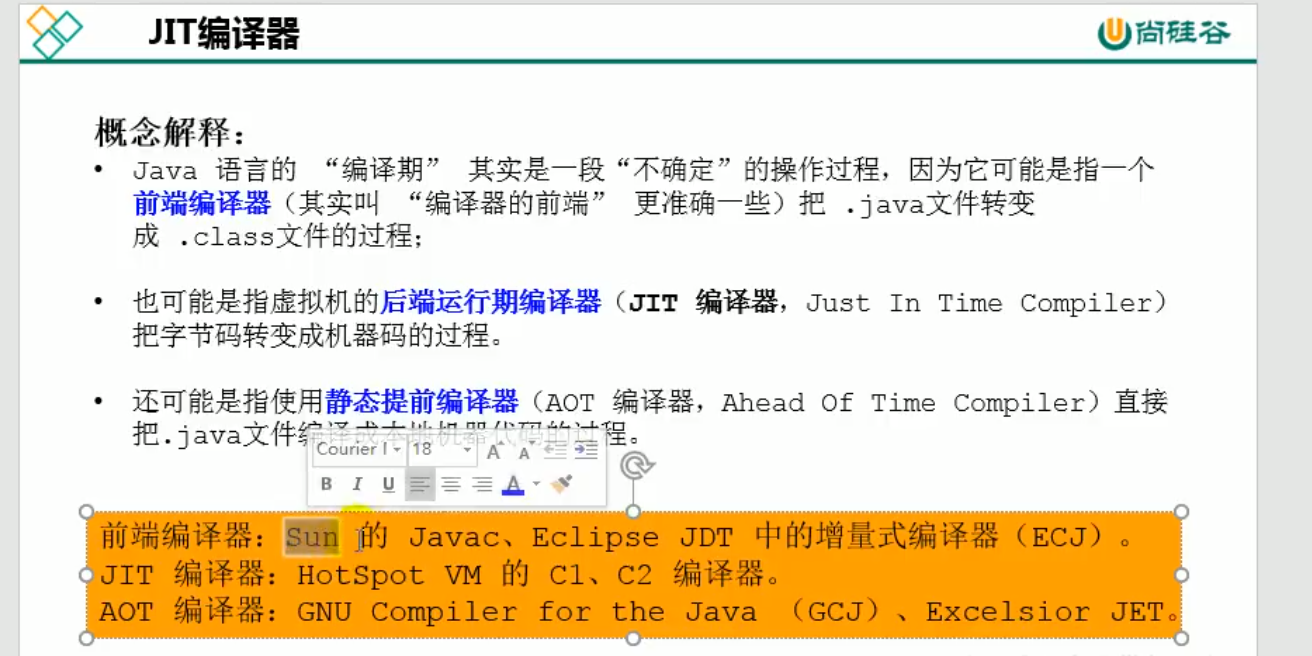 JIT编译器
尚硅谷
概念解释:
• Java 语言的 “编译期” 其实是一段“不确定”的操作过程，因为它可能是指一个
前端编译器（其实叫 “编译器的前端” 更准确一些）把 .java文件转变
成 .class文件的过程;
• 也可能是指虚拟机的后端运行期编译器（JIT 编译器，Just In Time Compiler）
把字节码转变成机器码的过程。
• 还可能是指使用静态提前编译器（AOT 编译器，Ahead Of Time Compiler）直接
把.java文件编译成本地机器代码的过程。
Courier 18
B I U A
前端编译器: Sun 的 Javac、Eclipse JDT 中的增量式编译器（ECJ）。
JIT 编译器: HotSpot VM 的 C1、C2 编译器。
AOT 编译器: GNU Compiler for the Java （GCJ）、Excelsior JET。